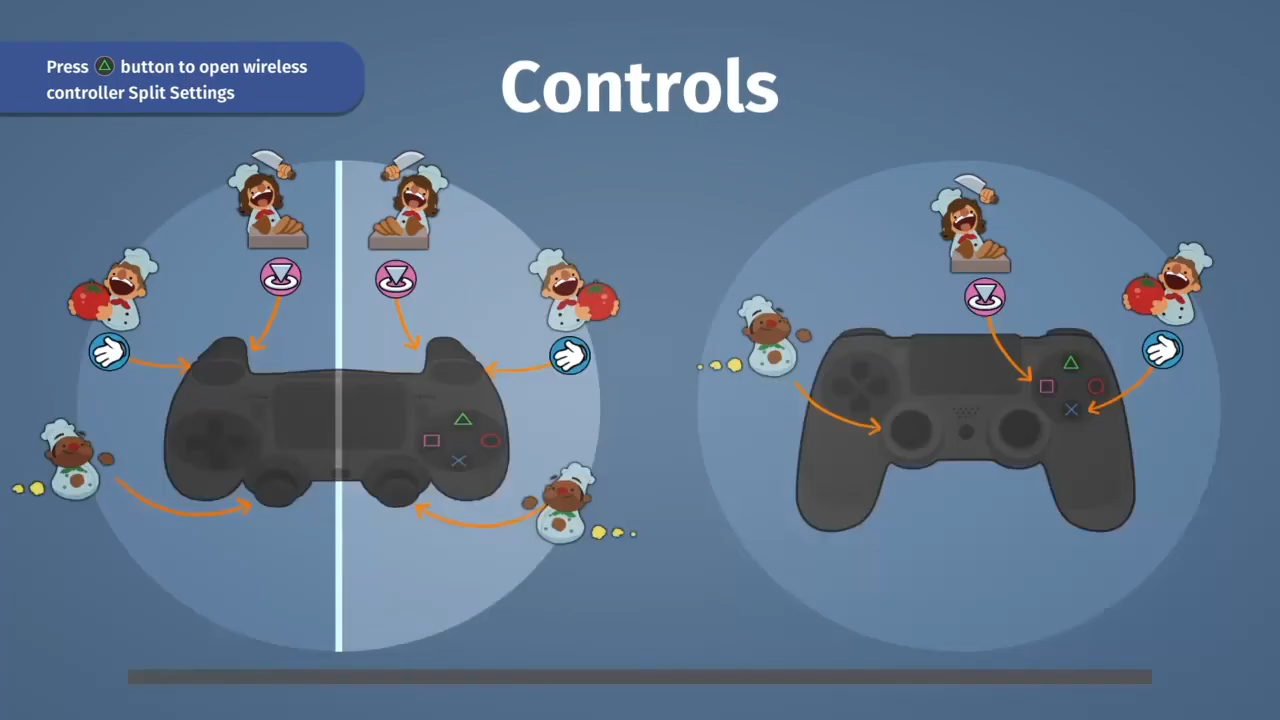 Press button to open wireless
controller Split Settings
Controls